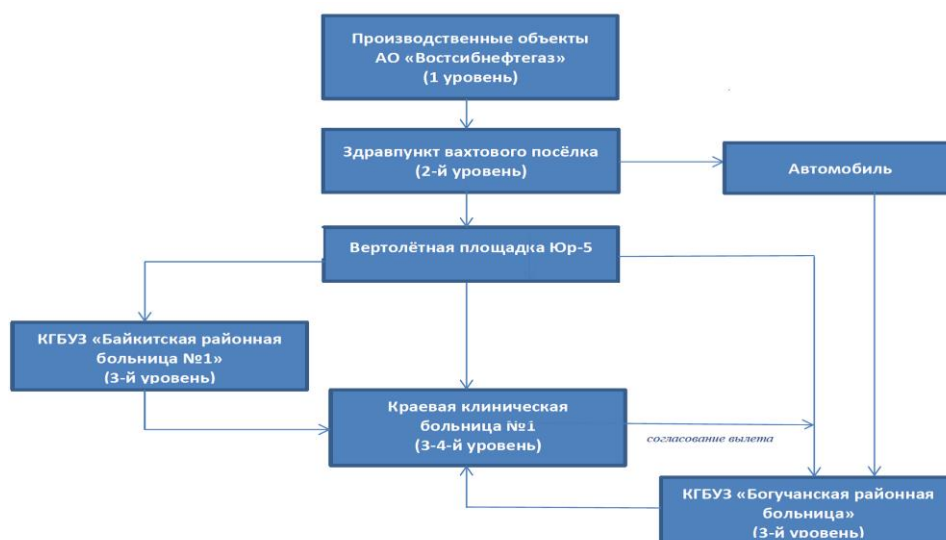 Производственные объекты
АО «Востсибнефтегаз»
(1 уровень)
Здравпункт вахтового посёлка
(2-й уровень)
Автомобиль
Вертолётная площадка Юр-5
КГБУЗ «Байкитская районная
больница №1»
(3-й уровень)
Краевая клиническая
больница №1
(3-4-й уровень)
согласование вылета
КГБУЗ «Богучанская районная
больница»
(3-й уровень)